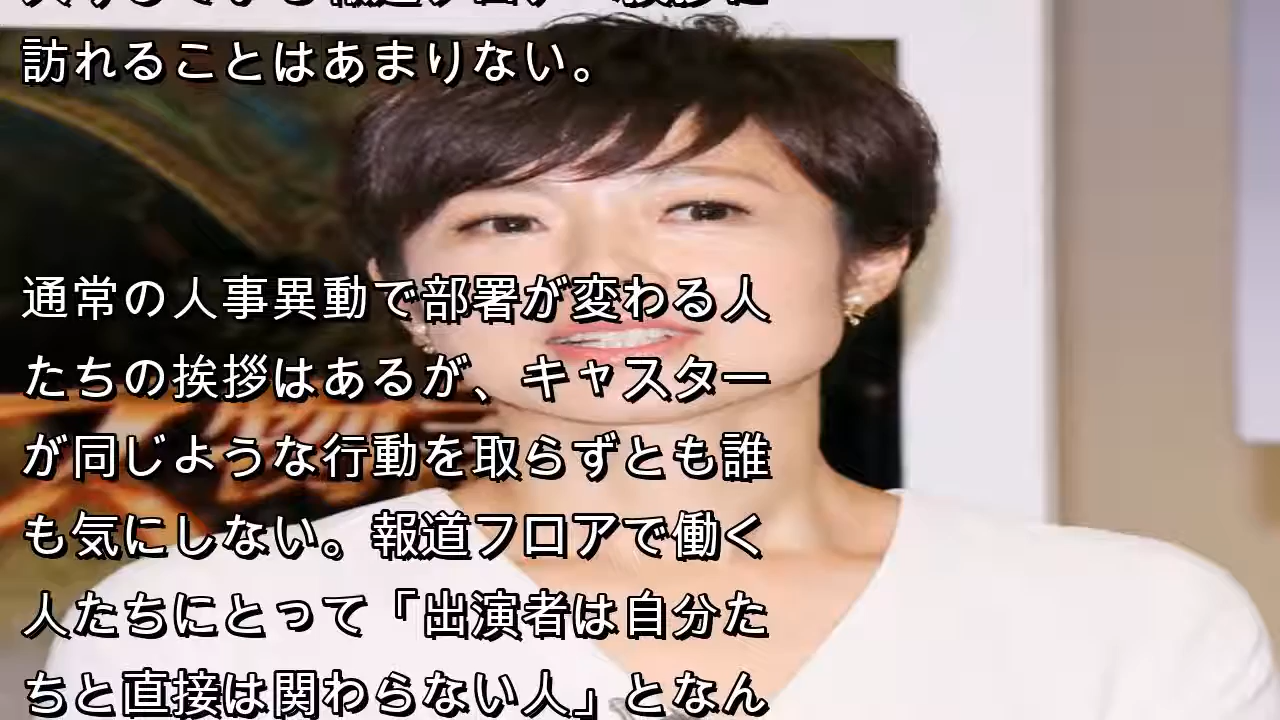 訪れることはあまりない。
通常の人事異動で部署が変わる人
たちの挨拶はあるが、キャスター
が同じような行動を取らずとも誰
も気にしない。報道フロアで働く
人たちにとって「出演者は自分た
ちと直接は関わらない人」となん